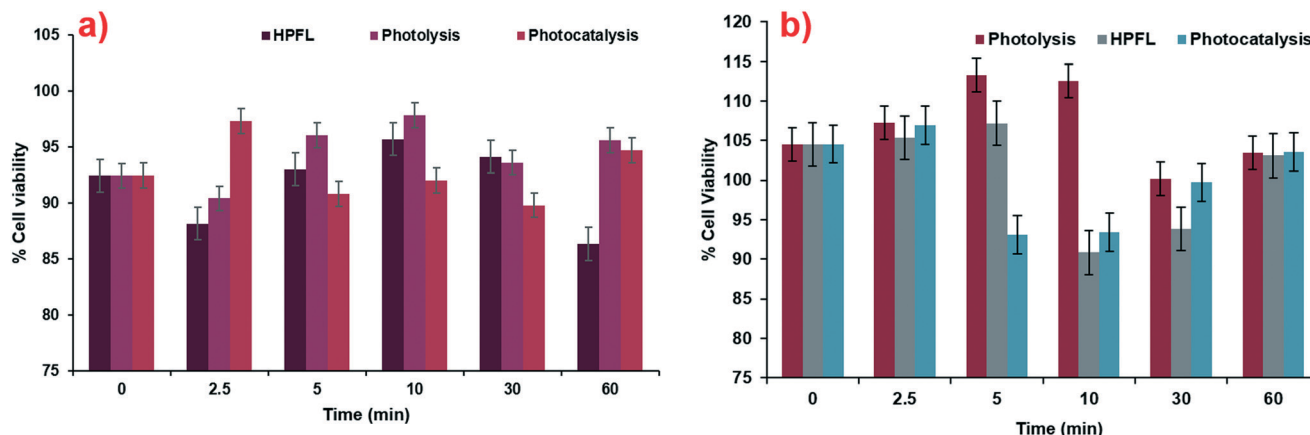 a)
HPFL Photolysis Photocatalysis
% Cell viability
105
100
95
90
85
80
75
0 2.5 5 10 30 60
Time (min)
b)
Photolysis HPFL Photocatalysis
% Cell Viability
120
115
110
105
100
95
90
85
80
75
0 2.5 5 10 30 60
Time (min)